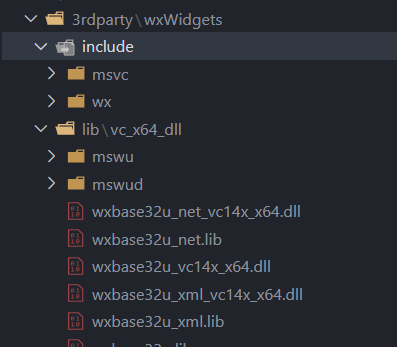 3rdparty\wxWidgets
include
msvc
wx
lib\vc_x64_dll
mswu
mswud
wxbase32u_net_vc14x_x64.dll
wxbase32u_net.lib
wxbase32u_vc14x_x64.dll
wxbase32u_xml_vc14x_x64.dll
wxbase32u_xml.lib